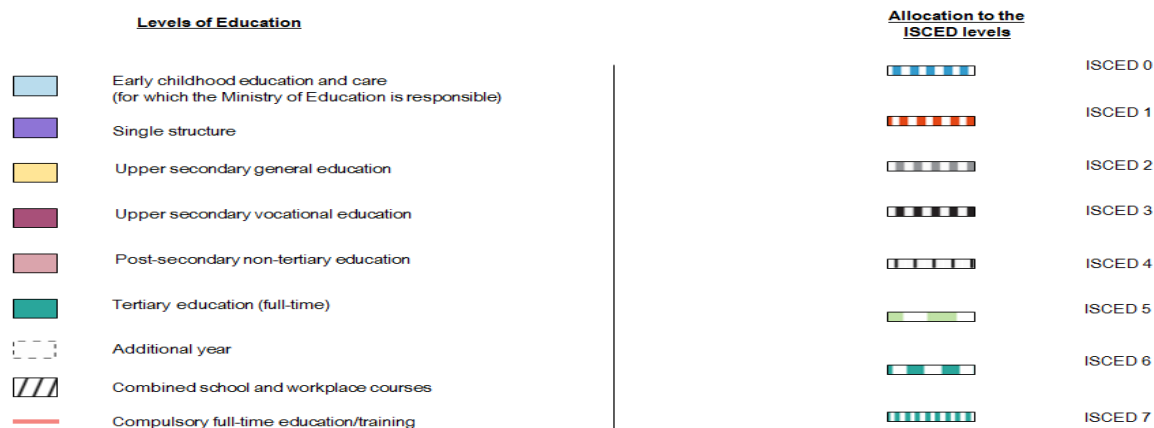 Levels of Education
Early childhood education and care
(for which the Ministry of Education is responsible)
Single structure
Upper secondary general education
Upper secondary vocational education
Post-secondary non-tertiary education
Tertiary education (full-time)
Additional year
Combined school and workplace courses
Compulsory full-time education/training
Allocation to the
ISCED levels
ISCED 0
ISCED 1
ISCED 2
ISCED 3
ISCED 4
ISCED 5
ISCED 6
ISCED 7